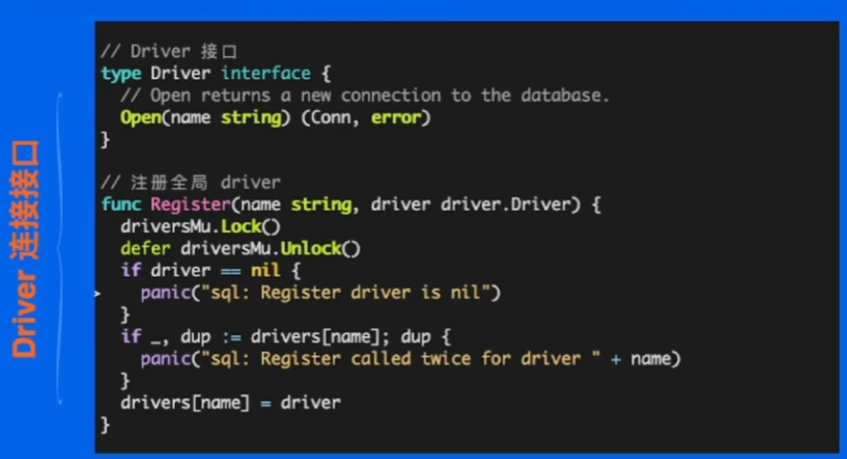 Driver 连接接口
// Driver 接口
type Driver interface {
  // Open returns a new connection to the database.
  Open(name string) (Conn, error)
}
// 注册全局 driver
func Register(name string, driver driver.Driver) {
  driversMu.Lock()
  defer driversMu.Unlock()
  if driver == nil {
    panic("sql: Register driver is nil")
  }
  if _, dup := drivers[name]; dup {
    panic("sql: Register called twice for driver " + name)
  }
  drivers[name] = driver
}